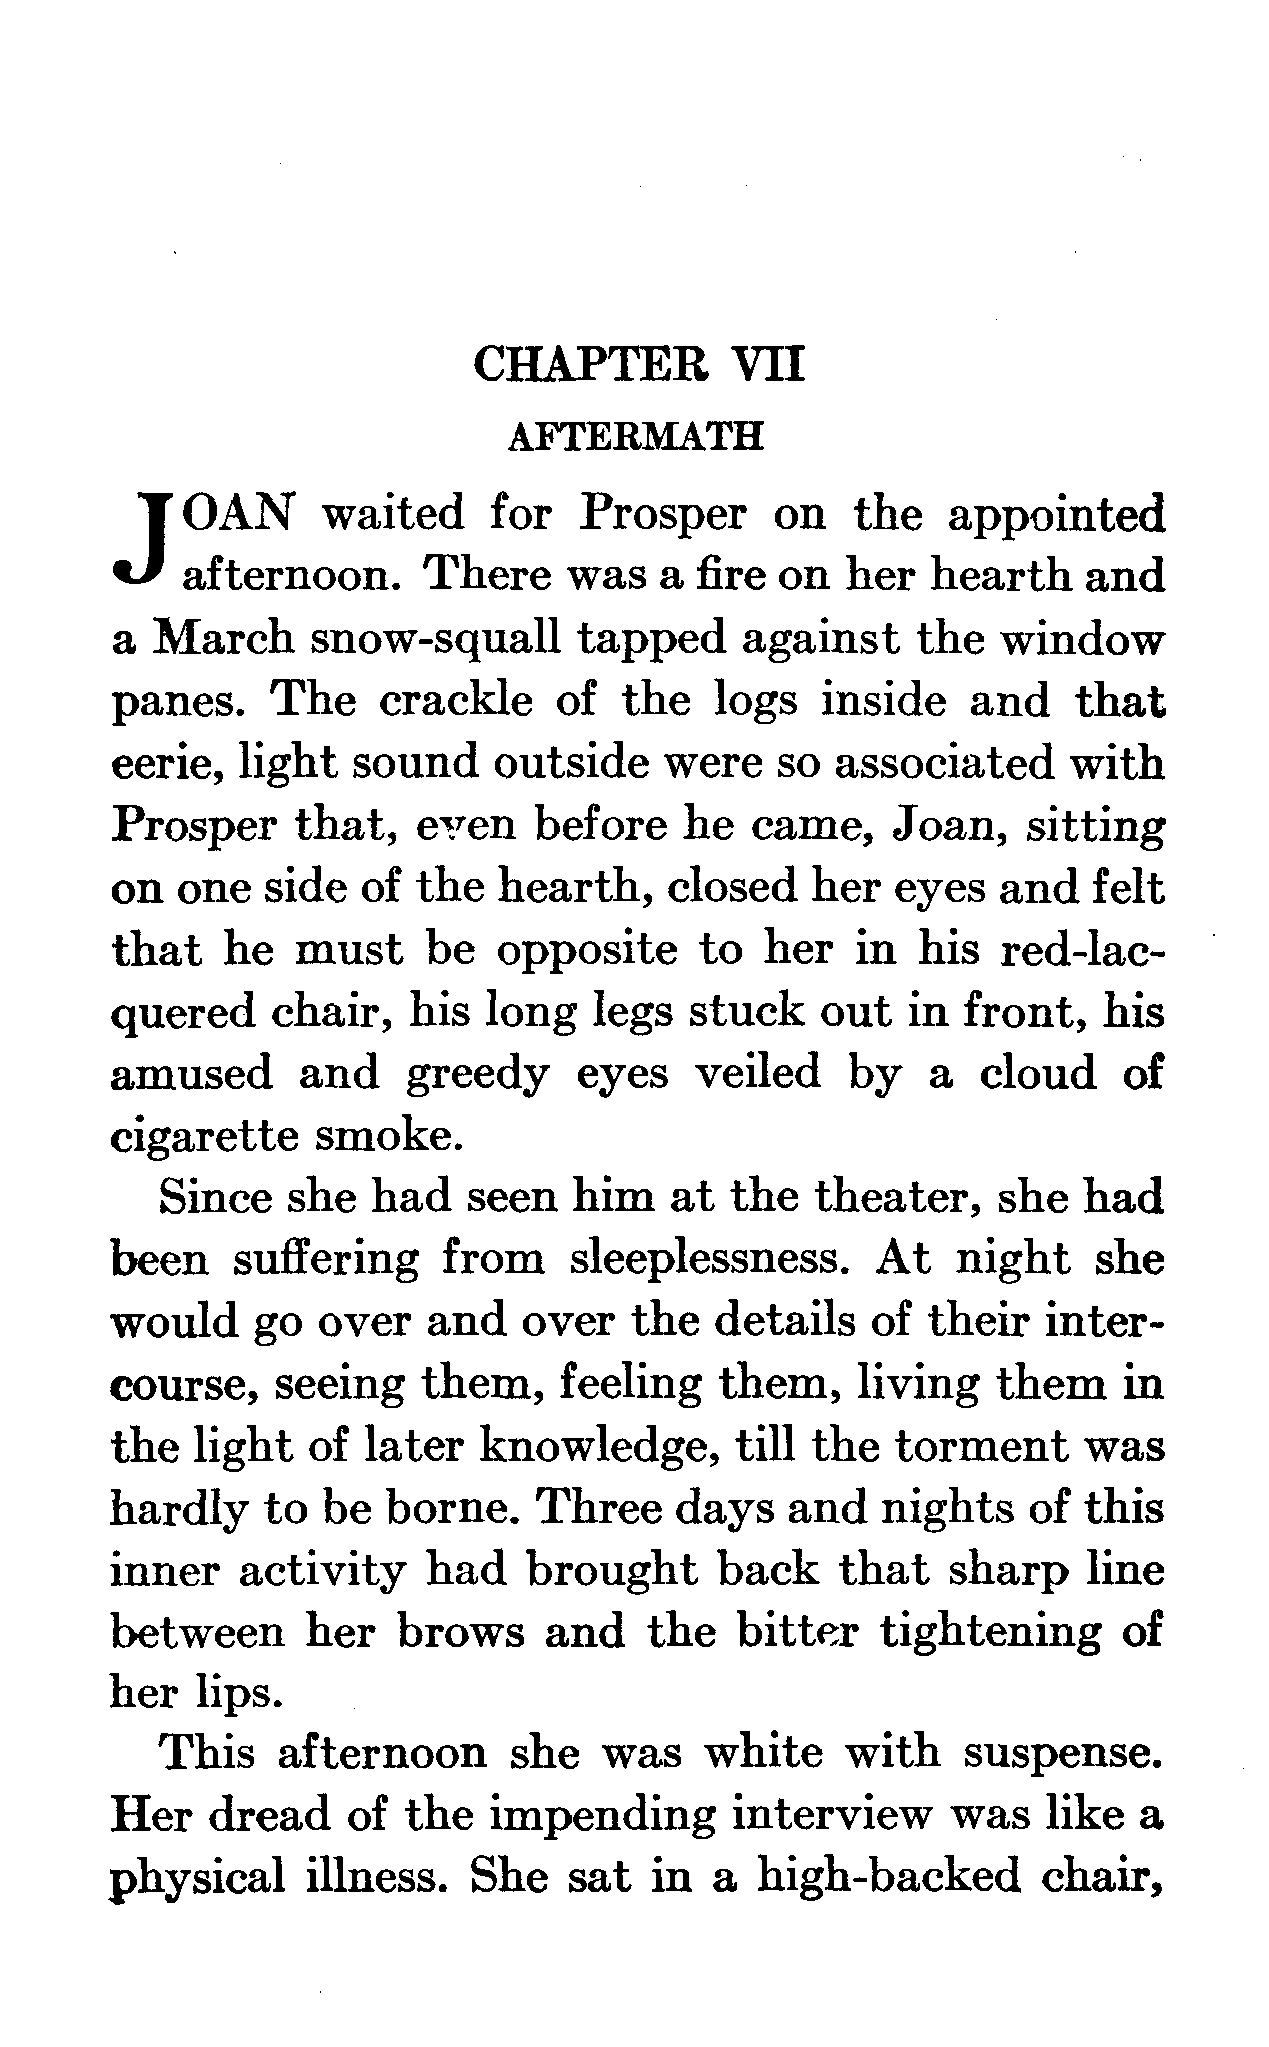 CHAPTER VII
AFTERMATH
JOAN waited for Prosper on the appointed
afternoon. There was a fire on her hearth and
a March snow-squall tapped against the window
panes. The crackle of the logs inside and that
eerie, light sound outside were so associated with
Prosper that, even before he came, Joan, sitting
on one side of the hearth, closed her eyes and felt
that he must be opposite to her in his red-lac-
quered chair, his long legs stuck out in front, his
amused and greedy eyes veiled by a cloud of
cigarette smoke.
Since she had seen him at the theater, she had
been suffering from sleeplessness. At night she
would go over and over the details of their inter-
course, seeing them, feeling them, living them in
the light of later knowledge, till the torment was
hardly to be borne. Three days and nights of this
inner activity had brought back that sharp line
between her brows and the bitter tightening of
her lips.
This afternoon she was white with suspense.
Her dread of the impending interview was like a
physical illness. She sat in a high-backed chair,